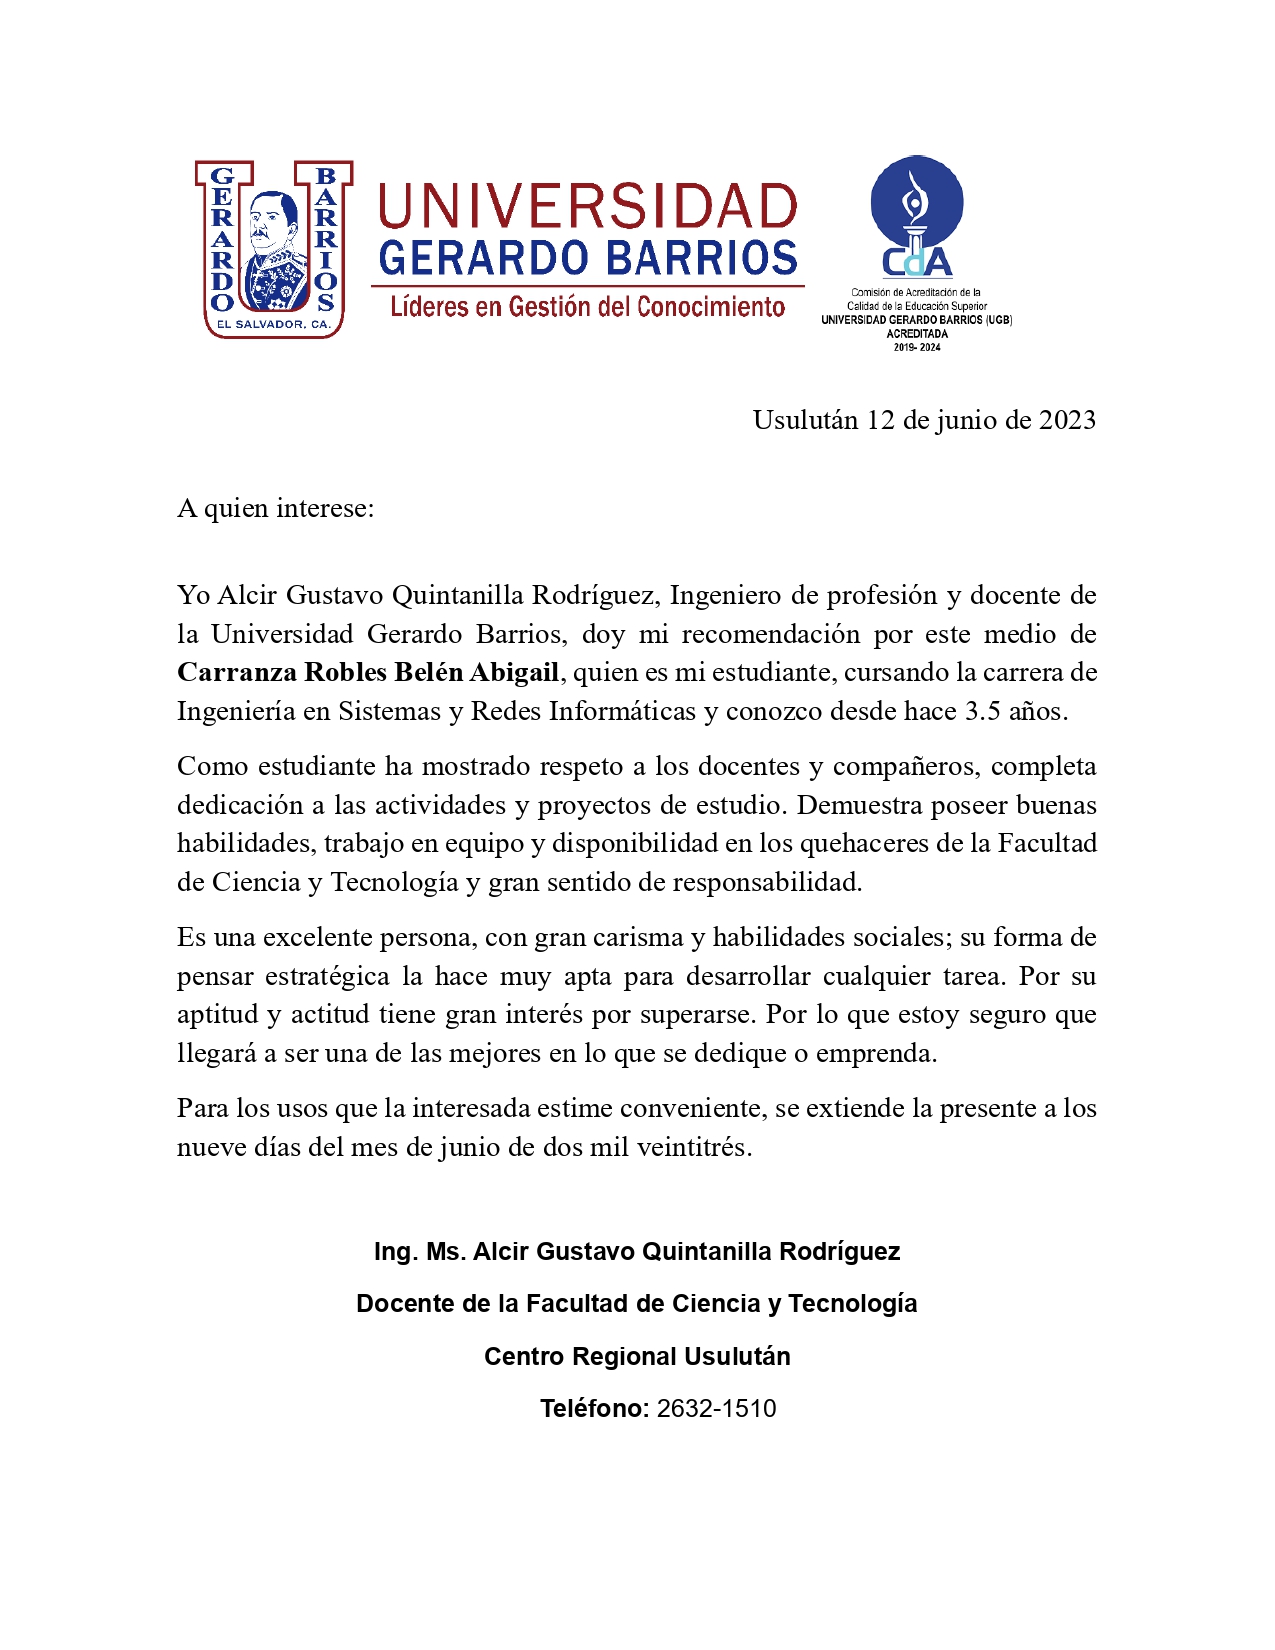 GERARDO BARRIOS
EL SALVADOR, CA.
UNIVERSIDAD
GERARDO BARRIOS
Líderes en Gestión del Conocimiento
CdA
Comisión de Acreditación de la
Calidad de la Educación Superior
UNIVERSIDAD GERARDO BARRIOS (UGB)
ACREDITADA
2019- 2024
Usulután 12 de junio de 2023
A quien interese:
Yo Alcir Gustavo Quintanilla Rodríguez, Ingeniero de profesión y docente de
la Universidad Gerardo Barrios, doy mi recomendación por este medio de
Carranza Robles Belén Abigail, quien es mi estudiante, cursando la carrera de
Ingeniería en Sistemas y Redes Informáticas y conozco desde hace 3.5 años.
Como estudiante ha mostrado respeto a los docentes y compañeros, completa
dedicación a las actividades y proyectos de estudio. Demuestra poseer buenas
habilidades, trabajo en equipo y disponibilidad en los quehaceres de la Facultad
de Ciencia y Tecnología y gran sentido de responsabilidad.
Es una excelente persona, con gran carisma y habilidades sociales; su forma de
pensar estratégica la hace muy apta para desarrollar cualquier tarea. Por su
aptitud y actitud tiene gran interés por superarse. Por lo que estoy seguro que
llegará a ser una de las mejores en lo que se dedique o emprenda.
Para los usos que la interesada estime conveniente, se extiende la presente a los
nueve días del mes de junio de dos mil veintitrés.
Ing. Ms. Alcir Gustavo Quintanilla Rodríguez
Docente de la Facultad de Ciencia y Tecnología
Centro Regional Usulután
Teléfono: 2632-1510